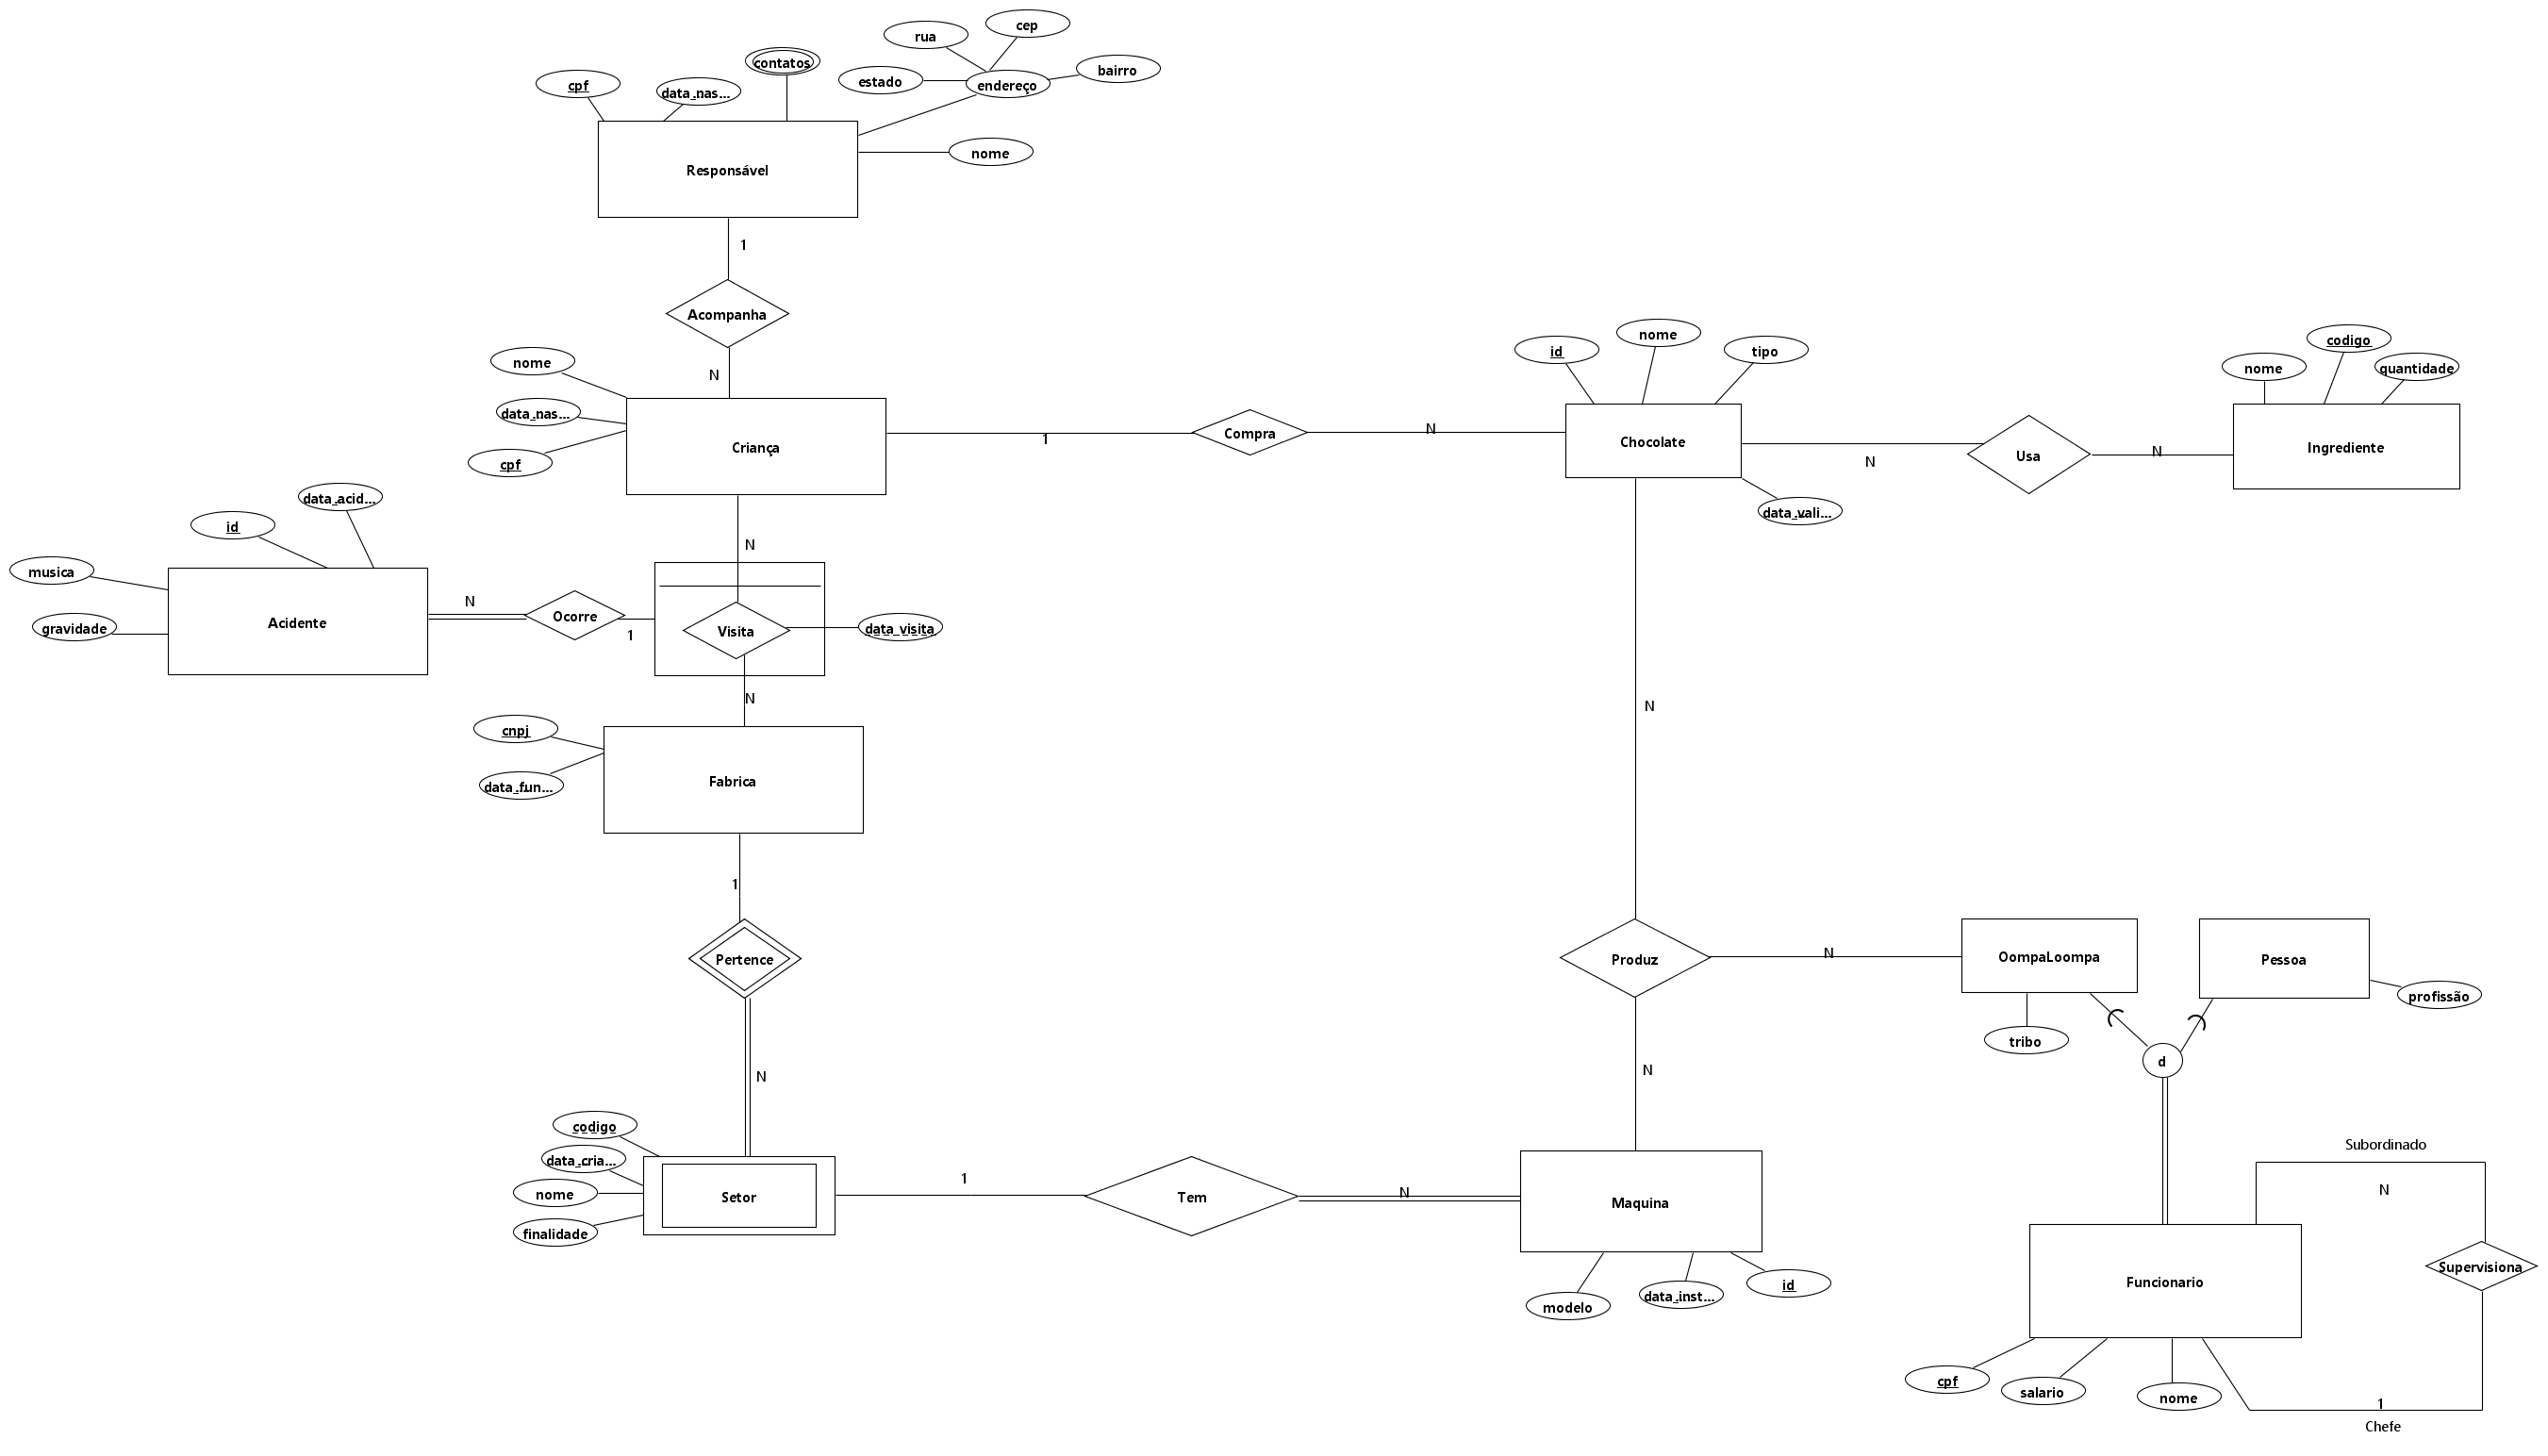 cep
rua
contatos
bairro
estado
endereço
cpf
data_nas...
nome
Responsável
1
Acompanha
N
nome
data_nas...
cpf
Criança
1
Compra
N
id
nome
tipo
Chocolate
data_vali...
N
Usa
N
nome
codigo
quantidade
Ingrediente
data_acid...
id
musica
gravidade
Acidente
N
Ocorre
1
N
Visita
data_visita
N
cnpj
data_fun...
Fabrica
1
Pertence
N
codigo
data_cria...
nome
finalidade
Setor
1
Tem
N
N
Produz
N
N
Maquina
modelo
data_inst...
id
OompaLoompa
tribo
Pessoa
profissão
d
Subordinado
N
Funcionario
Supervisiona
cpf
salario
nome
1
Chefe